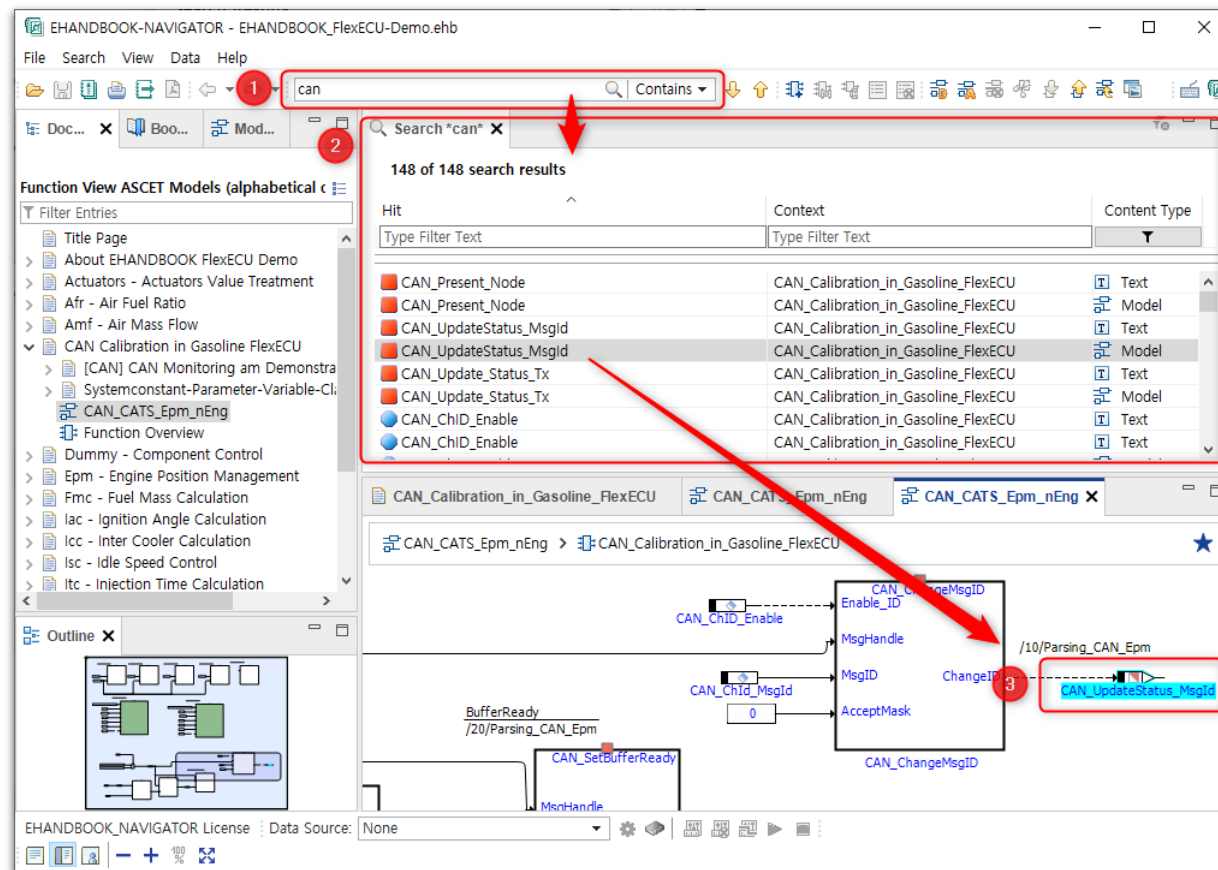 EHANDBOOK-NAVIGATOR - EHANDBOOK_FlexECU-Demo.ehb
File Search View Data Help
1
can
Contains
Doc...
Boo...
Mod...
2
Search *can*
148 of 148 search results
Function View ASCET Models (alphabetical c
Filter Entries
Title Page
About EHANDBOOK FlexECU Demo
Actuators - Actuators Value Treatment
Afr - Air Fuel Ratio
Amf - Air Mass Flow
CAN Calibration in Gasoline FlexECU
[CAN] CAN Monitoring am Demonstra
Systemconstant-Parameter-Variable-Cla
CAN_CATS_Epm_nEng
Function Overview
Dummy - Component Control
Epm - Engine Position Management
Fmc - Fuel Mass Calculation
Iac - Ignition Angle Calculation
Icc - Inter Cooler Calculation
Isc - Idle Speed Control
Itc - Injection Time Calculation
Hit Context Content Type
Type Filter Text Type Filter Text
CAN_Present_Node CAN_Calibration_in_Gasoline_FlexECU T Text
CAN_Present_Node CAN_Calibration_in_Gasoline_FlexECU Model
CAN_UpdateStatus_MsgId CAN_Calibration_in_Gasoline_FlexECU T Text
CAN_UpdateStatus_MsgId CAN_Calibration_in_Gasoline_FlexECU Model
CAN_Update_Status_Tx CAN_Calibration_in_Gasoline_FlexECU T Text
CAN_Update_Status_Tx CAN_Calibration_in_Gasoline_FlexECU Model
CAN_ChID_Enable CAN_Calibration_in_Gasoline_FlexECU T Text
CAN_ChID_Enable CAN_Calibration_in_Gasoline_FlexECU T Text
CAN_Calibration_in_Gasoline_FlexECU
CAN_CATS_Epm_nEng
CAN_CATS_Epm_nEng
CAN_CATS_Epm_nEng > CAN_Calibration_in_Gasoline_FlexECU
Outline
CAN_ChangeMsgID
Enable_ID
CAN_ChID_Enable
MsgHandle
/10/Parsing_CAN_Epm
MsgID
ChangeID
3
CAN_ChId_MsgId
CAN_UpdateStatus_MsgId
0
AcceptMask
BufferReady
/20/Parsing_CAN_Epm
CAN_SetBufferReady
CAN_ChangeMsgID
MsgHandle
EHANDBOOK_NAVIGATOR License Data Source: None
100
%